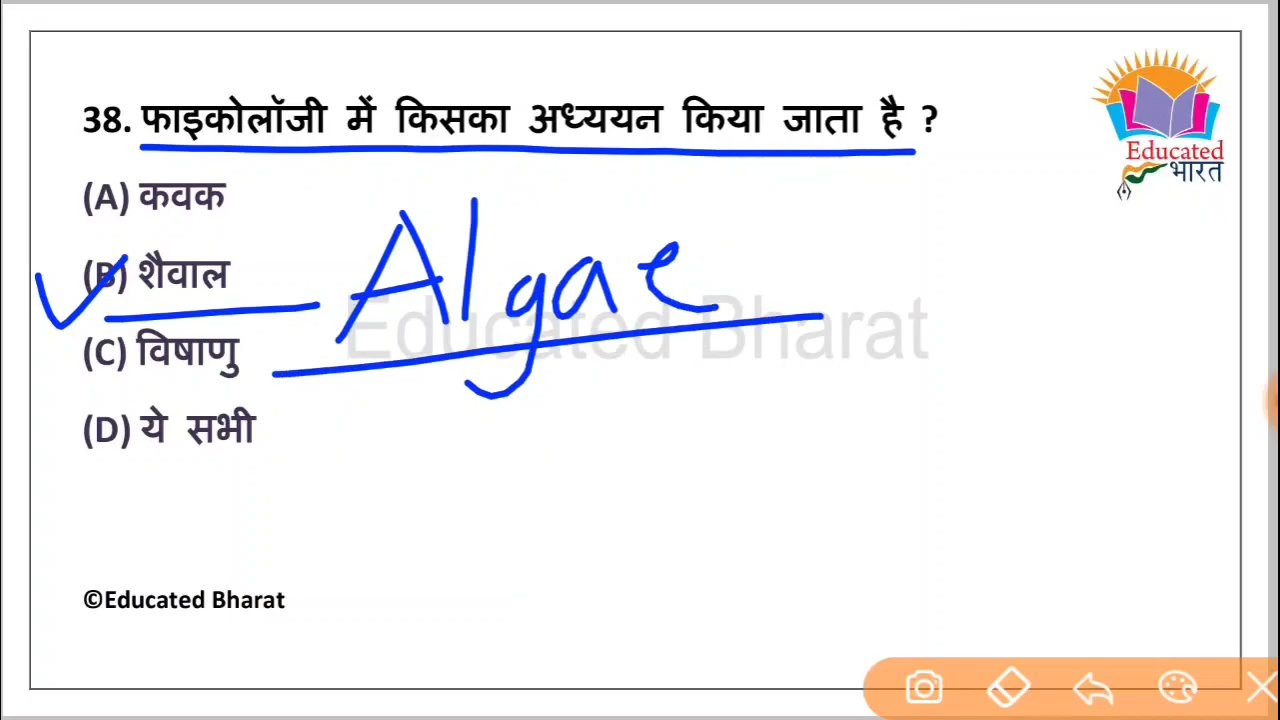 38. फाइकोलॉजी में किसका अध्ययन किया जाता है ?
Educated
भारत
(A) कवक
(B) शैवाल
Algae
Educated Bharat
(C) विषाणु
(D) ये सभी
©Educated Bharat